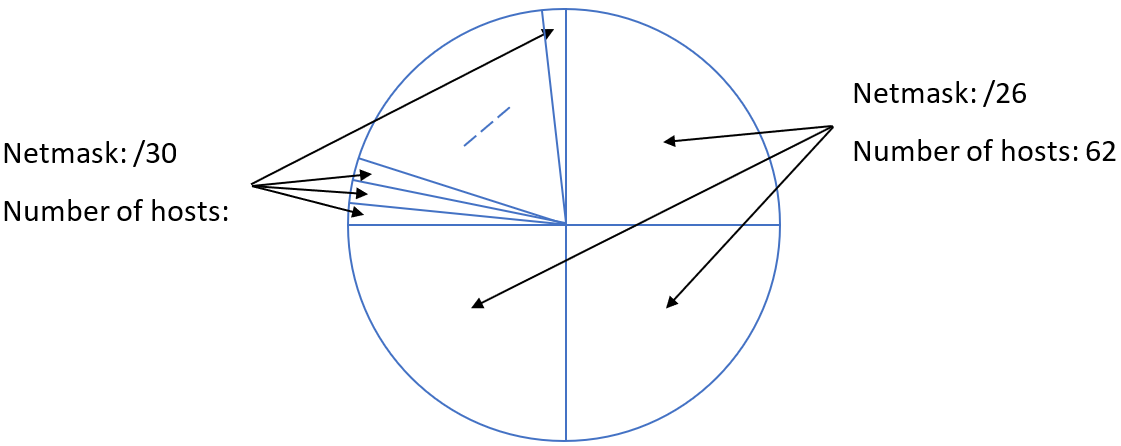 Netmask: /30
Number of hosts:
Netmask: /26
Number of hosts: 62